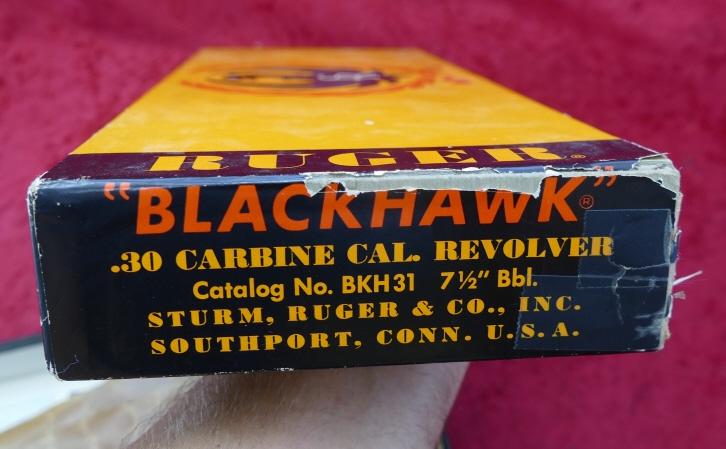 RUGER®
"BLACKHAWK"®
.30 CARBINE CAL. REVOLVER
Catalog No. BKH31 7½" Bbl.
STURM, RUGER & CO., INC.
SOUTHPORT, CONN. U.S.A.